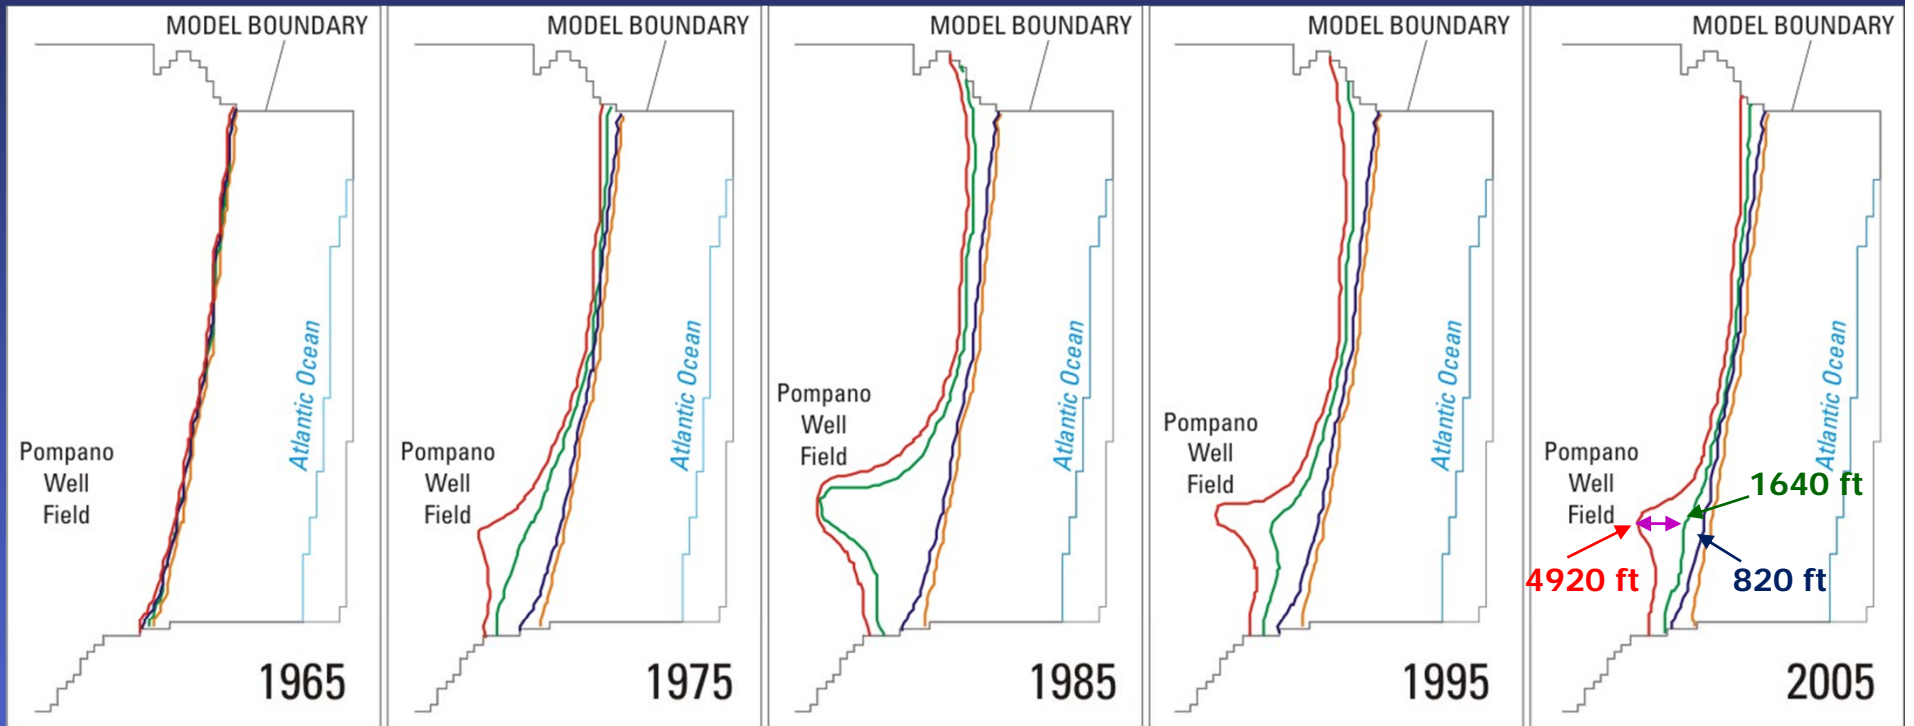 MODEL BOUNDARY
Pompano
Well
Field
Atlantic Ocean
1965
MODEL BOUNDARY
Pompano
Well
Field
Atlantic Ocean
1975
MODEL BOUNDARY
Pompano
Well
Field
Atlantic Ocean
1985
MODEL BOUNDARY
Pompano
Well
Field
Atlantic Ocean
1995
MODEL BOUNDARY
Pompano
Well
Field
Atlantic Ocean
1640 ft
4920 ft
820 ft
2005